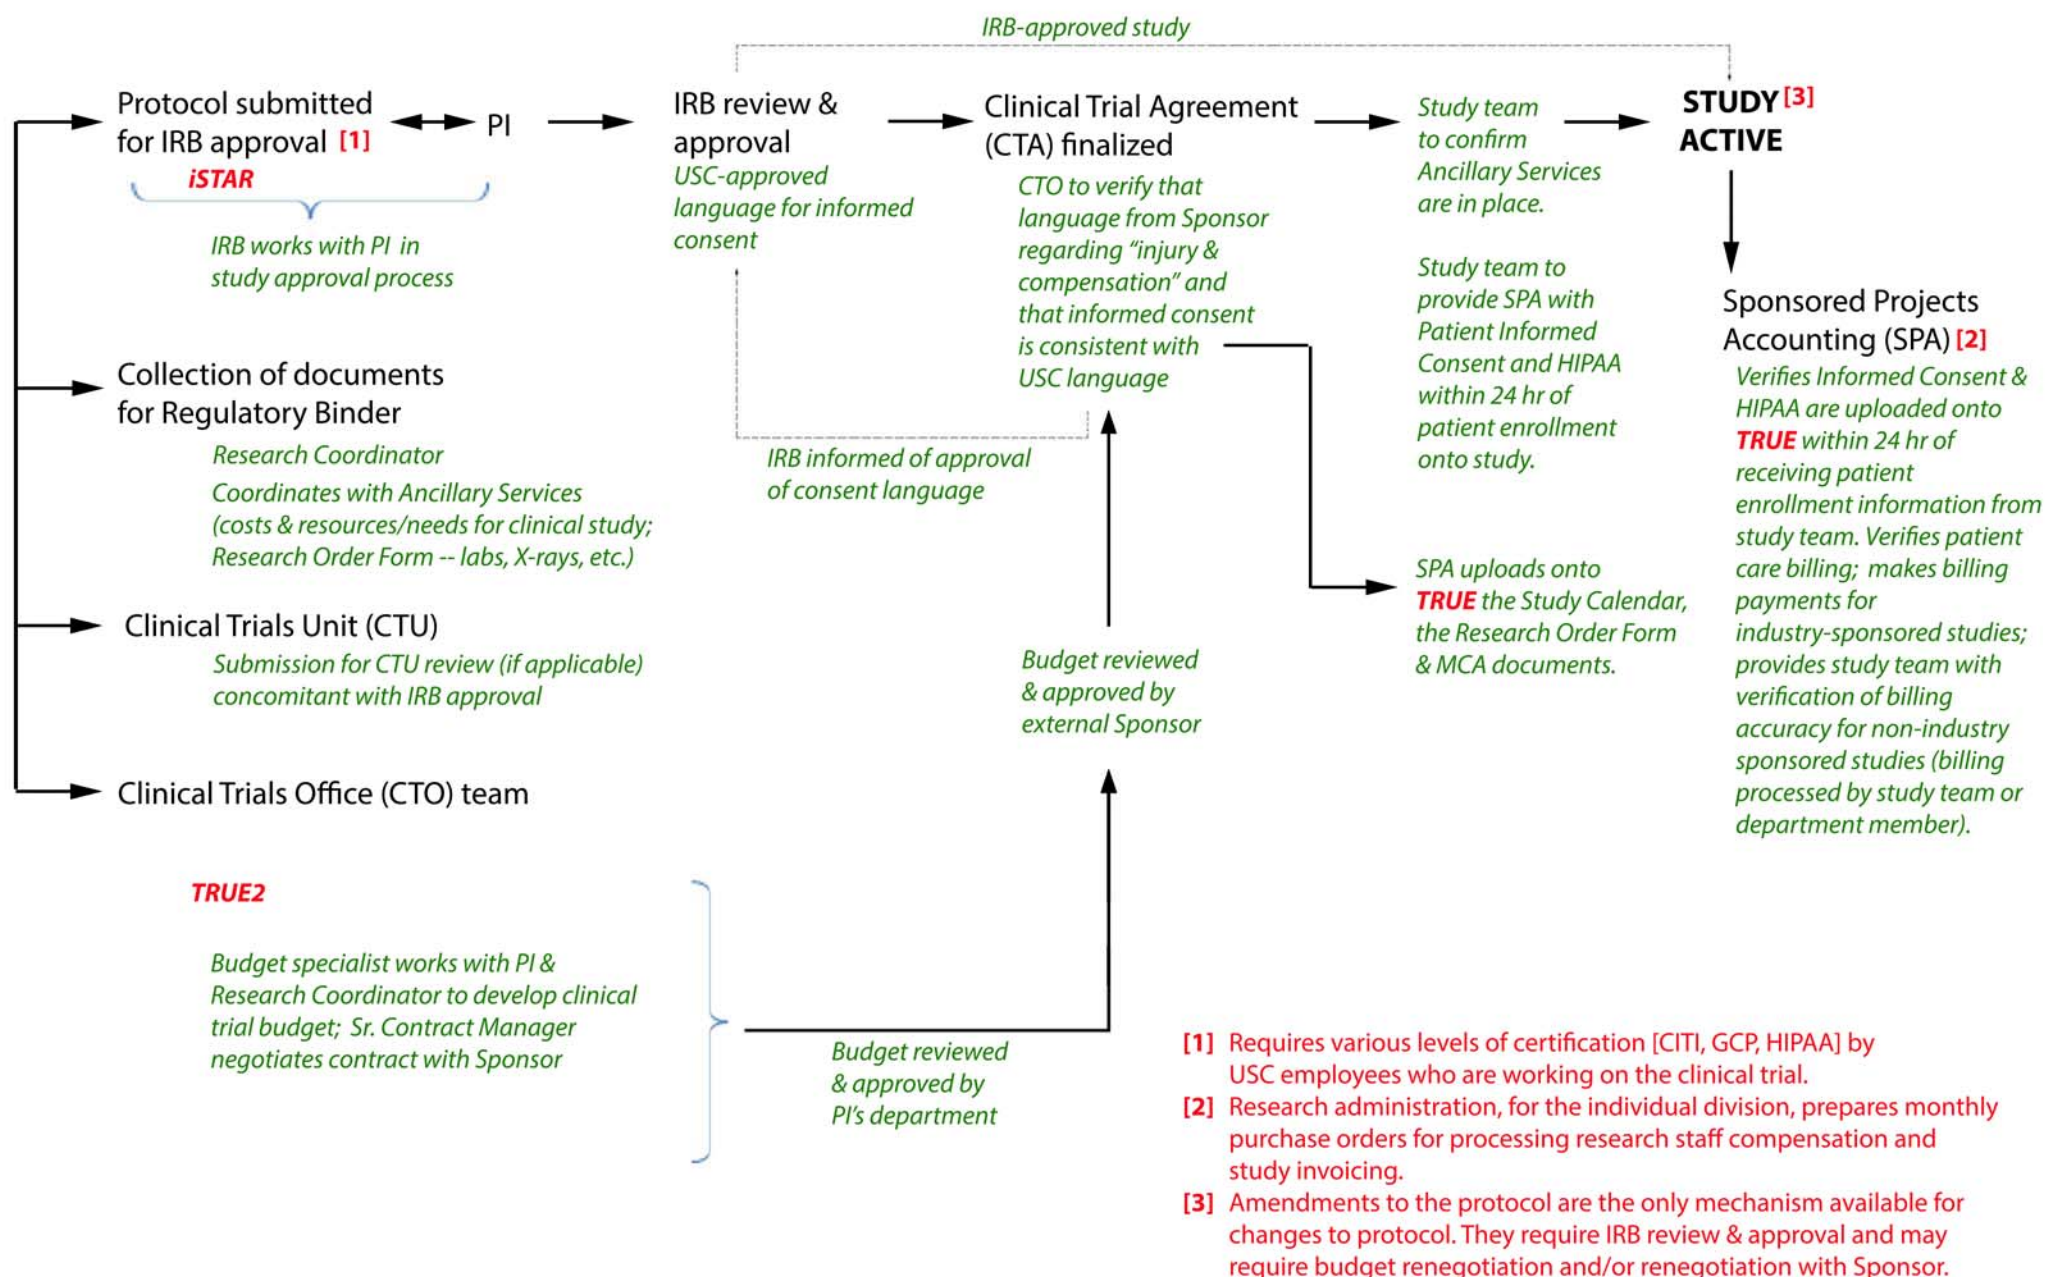 IRB-approved study
Protocol submitted
for IRB approval [1]
iSTAR
PI
IRB works with PI in
study approval process
IRB review &
approval
USC-approved
language for informed
consent
Clinical Trial Agreement
(CTA) finalized
CTO to verify that
language from Sponsor
regarding “injury &
compensation” and
that informed consent
is consistent with
USC language
Study team
to confirm
Ancillary Services
are in place.
Study team to
provide SPA with
Patient Informed
Consent and HIPAA
within 24 hr of
patient enrollment
onto study.
STUDY [3]
ACTIVE
Sponsored Projects
Accounting (SPA) [2]
Verifies Informed Consent &
HIPAA are uploaded onto
TRUE within 24 hr of
receiving patient
enrollment information from
study team. Verifies patient
care billing; makes billing
payments for
industry-sponsored studies;
provides study team with
verification of billing
accuracy for non-industry
sponsored studies (billing
processed by study team or
department member).
Collection of documents
for Regulatory Binder
Research Coordinator
Coordinates with Ancillary Services
(costs & resources/needs for clinical study;
Research Order Form -- labs, X-rays, etc.)
IRB informed of approval
of consent language
SPA uploads onto
TRUE the Study Calendar,
the Research Order Form
& MCA documents.
Clinical Trials Unit (CTU)
Submission for CTU review (if applicable)
concomitant with IRB approval
Budget reviewed
& approved by
external Sponsor
Clinical Trials Office (CTO) team
TRUE2
Budget specialist works with PI &
Research Coordinator to develop clinical
trial budget; Sr. Contract Manager
negotiates contract with Sponsor
Budget reviewed
& approved by
PI’s department
[1] Requires various levels of certification [CITI, GCP, HIPAA] by
USC employees who are working on the clinical trial.
[2] Research administration, for the individual division, prepares monthly
purchase orders for processing research staff compensation and
study invoicing.
[3] Amendments to the protocol are the only mechanism available for
changes to protocol. They require IRB review & approval and may
require budget renegotiation and/or renegotiation with Sponsor.